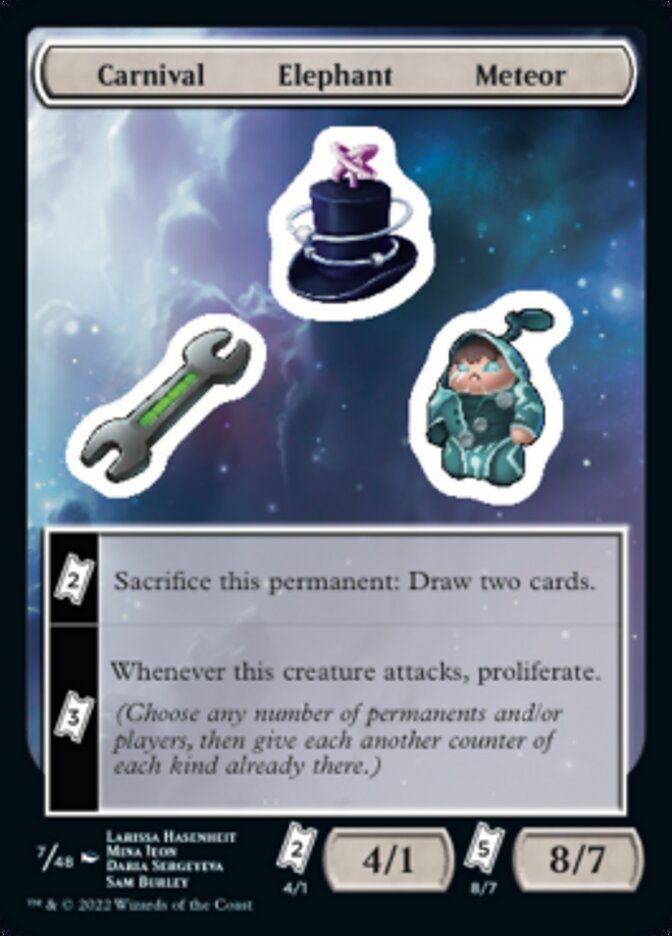 Carnival Elephant Meteor
2
Sacrifice this permanent: Draw two cards.
3
Whenever this creature attacks, proliferate.
(Choose any number of permanents and/or
players, then give each another counter of
each kind already there.)
7/48
Larissa Hasenheit
Mina Jeon
Daria Sergeyeva
Sam Burley
2
4/1
4/1
5
8/7
8/7
™ & © 2022 Wizards of the Coast